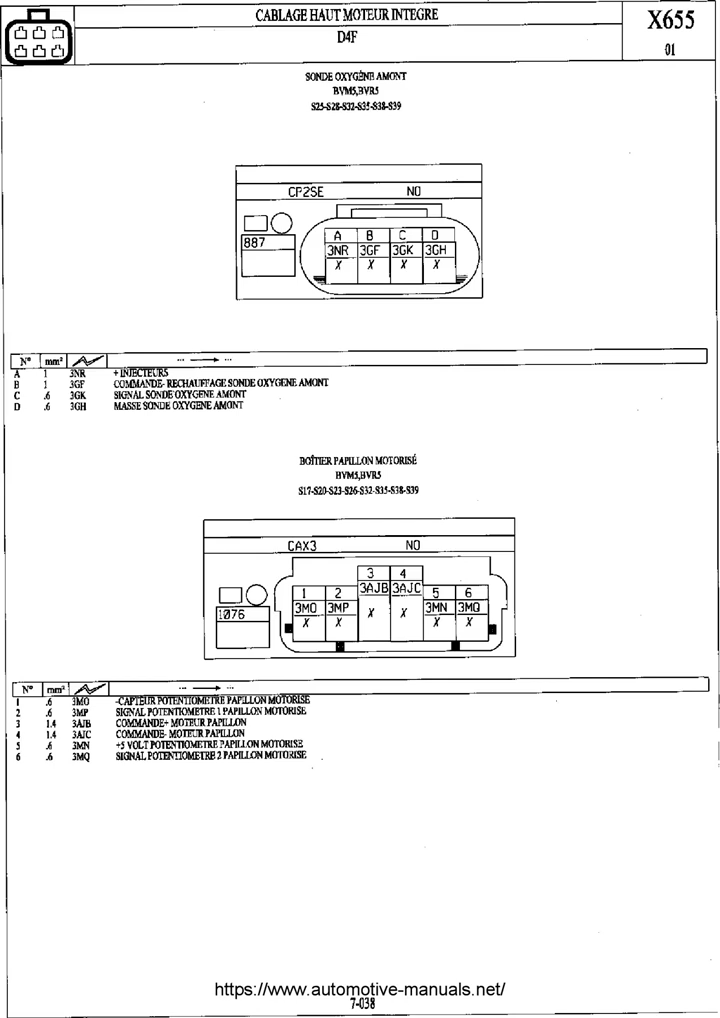 CABLAGE HAUT MOTEUR INTEGRE
D4F
X655
01
SONDE OXYGÈNE AMONT
BVM5,BVR5
S25-S28-S32-S35-S38-S39
CP2SE NO
887
A B C D
3NR 3GF 3GK 3GH
X X X X
N° mm² ... ...
A 1 3NR + INJECTEURS
B 1 3GF COMMANDE- RECHAUFFAGE SONDE OXYGENE AMONT
C .6 3GK SIGNAL SONDE OXYGENE AMONT
D .6 3GH MASSE SONDE OXYGENE AMONT
BOÎTIER PAPILLON MOTORISÉ
BVM5,BVR5
S17-S20-S23-S26-S32-S35-S38-S39
CAX3 NO
1076
1 2 3 4 5 6
3MO 3MP 3AJB 3AJC 3MN 3MQ
X X X X X X
N° mm² ... ...
1 .6 3MO -CAPTEUR POTENTIOMETRE PAPILLON MOTORISE
2 .6 3MP SIGNAL POTENTIOMETRE 1 PAPILLON MOTORISE
3 1.4 3AJB COMMANDE+ MOTEUR PAPILLON
4 1.4 3AJC COMMANDE- MOTEUR PAPILLON
5 .6 3MN +5 VOLT POTENTIOMETRE PAPILLON MOTORISE
6 .6 3MQ SIGNAL POTENTIOMETRE 2 PAPILLON MOTORISE
https://www.automotive-manuals.net/
7-038